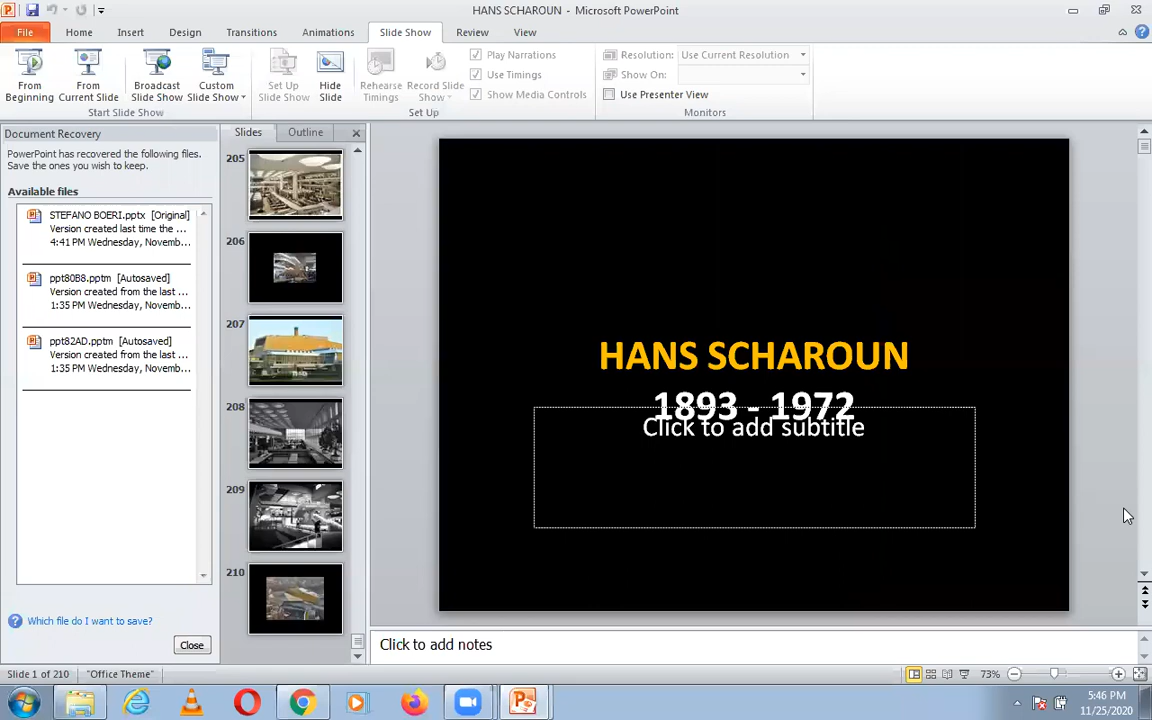 HANS SCHAROUN - Microsoft PowerPoint
File Home Insert Design Transitions Animations Slide Show Review View
From Beginning
From Current Slide
Broadcast Slide Show
Custom Slide Show
Set Up Slide Show
Hide Slide
Rehearse Timings
Record Slide Show
Play Narrations
Use Timings
Show Media Controls
Resolution: Use Current Resolution
Show On:
Use Presenter View
Start Slide Show Set Up Monitors
Document Recovery
PowerPoint has recovered the following files.
Save the ones you wish to keep.
Available files
STEFANO BOERI.pptx [Original]
Version created last time the ...
4:41 PM Wednesday, Novemb...
ppt80B8.pptm [Autosaved]
Version created from the last ...
1:35 PM Wednesday, Novemb...
ppt82AD.pptm [Autosaved]
Version created from the last ...
1:35 PM Wednesday, Novemb...
Which file do I want to save?
Close
Slides Outline
205
206
207
208
209
210
HANS SCHAROUN
1893 - 1972
Click to add subtitle
Click to add notes
Slide 1 of 210 "Office Theme" 73%
5:46 PM
11/25/2020